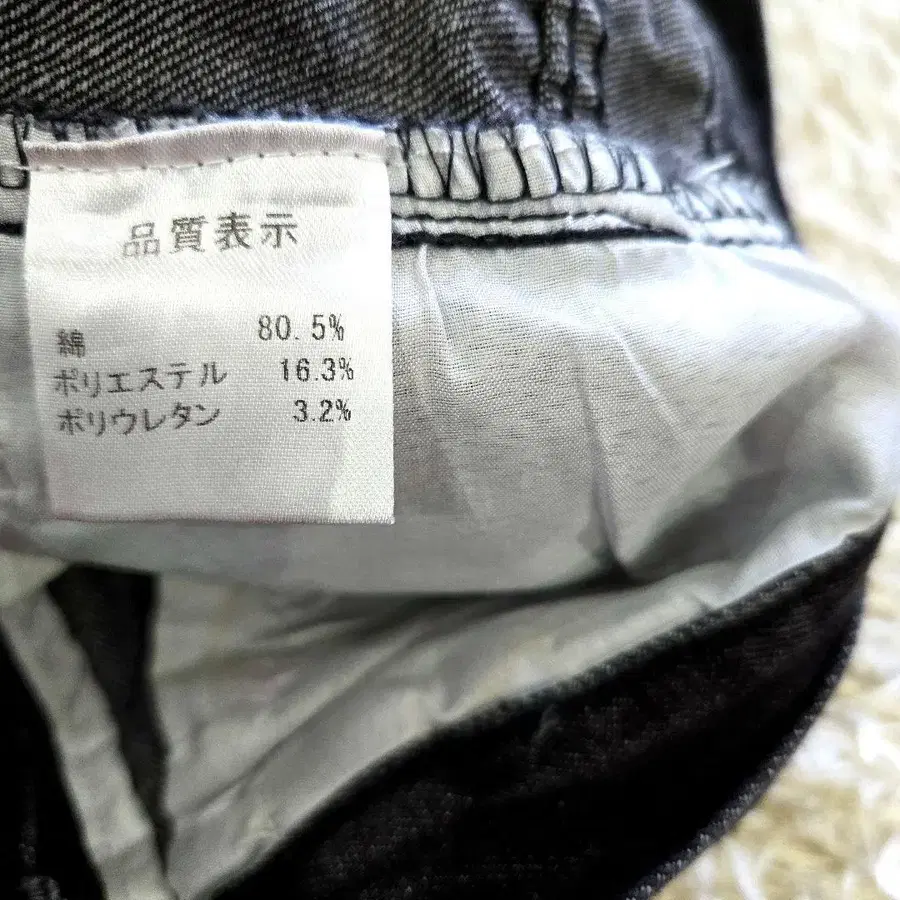 品質表示
綿 80.5%
ポリエステル 16.3%
ポリウレタン 3.2%